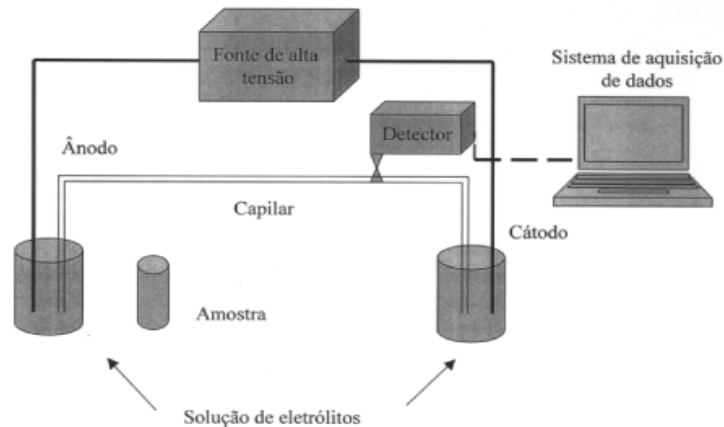 Fonte de alta
tensão
Sistema de aquisição
de dados
Detector
Ânodo
Capilar
Cátodo
Amostra
Solução de eletrólitos